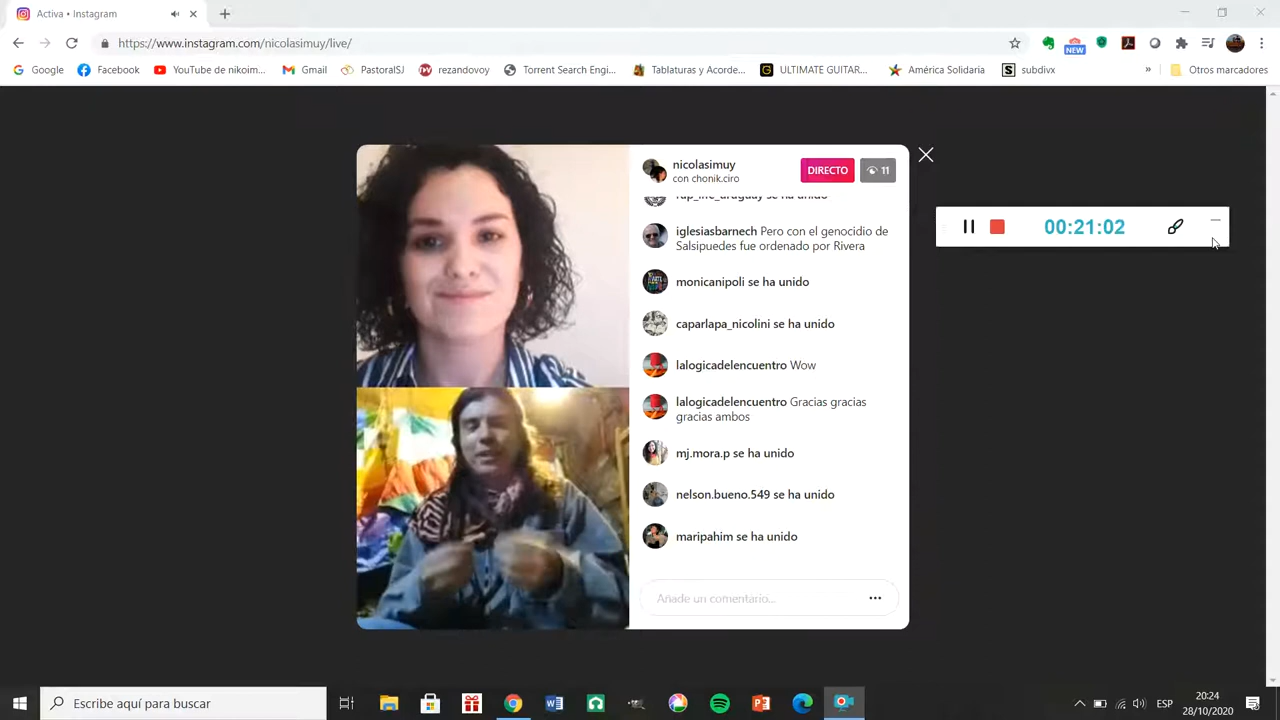 Activa • Instagram
https://www.instagram.com/nicolasimuy/live/
NEW
Google
Facebook
YouTube de nikoim...
Gmail
PastoralSJ
rezandovoy
Torrent Search Engi...
Tablaturas y Acorde...
ULTIMATE GUITAR...
América Solidaria
subdivx
»
Otros marcadores
nicolasimuy
con chonik.ciro
DIRECTO
11
iglesiasbarnech Pero con el genocidio de
Salsipuedes fue ordenado por Rivera
monicanipoli se ha unido
caparlapa_nicolini se ha unido
lalogicadelencuentro Wow
lalogicadelencuentro Gracias gracias
gracias ambos
mj.mora.p se ha unido
nelson.bueno.549 se ha unido
maripahim se ha unido
Añade un comentario...
00:21:02
Escribe aquí para buscar
ESP
20:24
28/10/2020